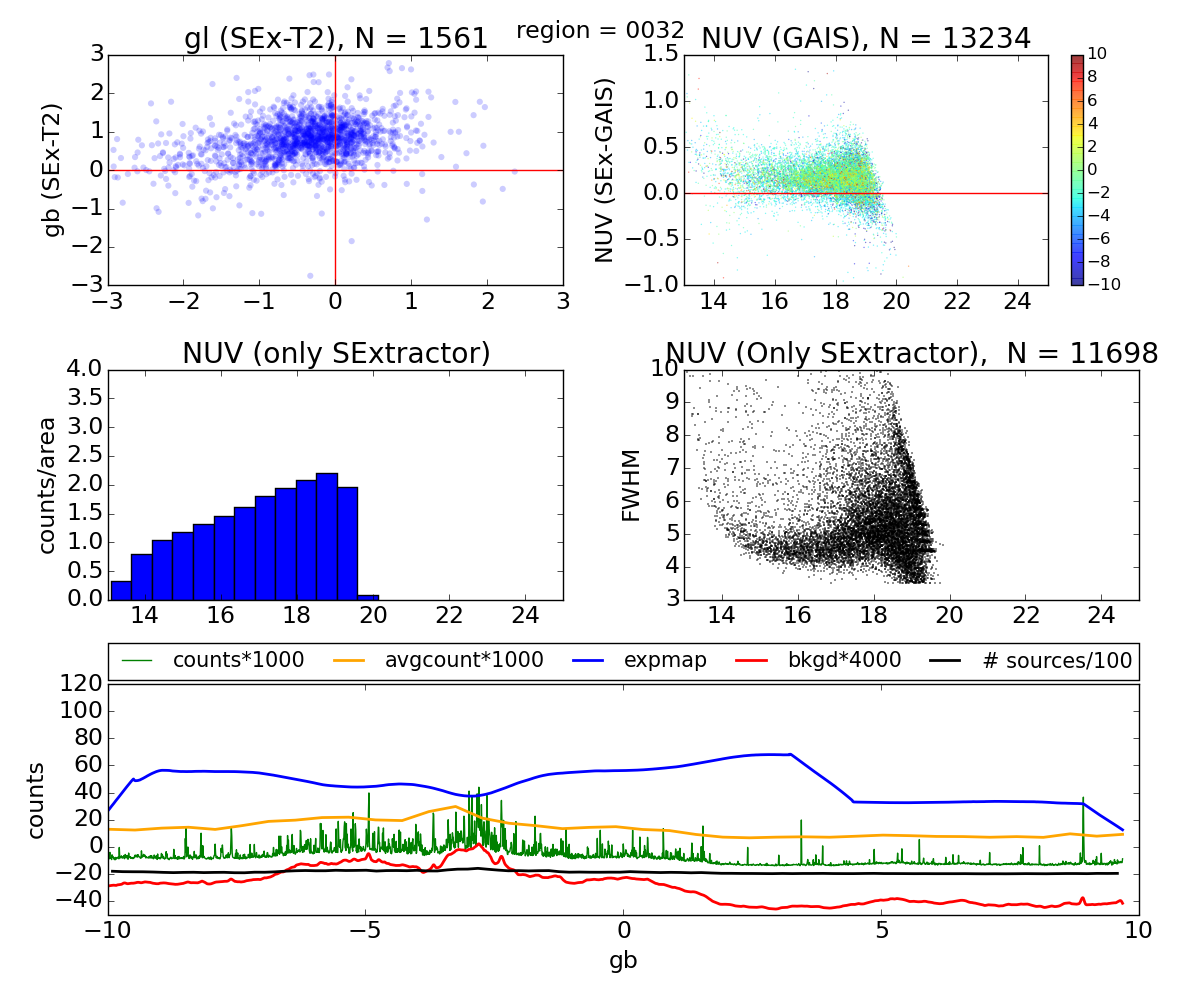 region = 0032
gl (SEx-T2), N = 1561
gb (SEx-T2)
3
2
1
0
−1
−2
−3
−3 −2 −1 0 1 2 3
NUV (GAIS), N = 13234
NUV (SEx-GAIS)
1.5
1.0
0.5
0.0
−0.5
−1.0
14 16 18 20 22 24
10
8
6
4
2
0
−2
−4
−6
−8
−10
NUV (only SExtractor)
counts/area
4.0
3.5
3.0
2.5
2.0
1.5
1.0
0.5
0.0
14 16 18 20 22 24
NUV (Only SExtractor),  N = 11698
FWHM
10
9
8
7
6
5
4
3
14 16 18 20 22 24
counts*1000 avgcount*1000 expmap bkgd*4000 # sources/100
counts
120
100
80
60
40
20
0
−20
−40
−10 −5 0 5 10
gb